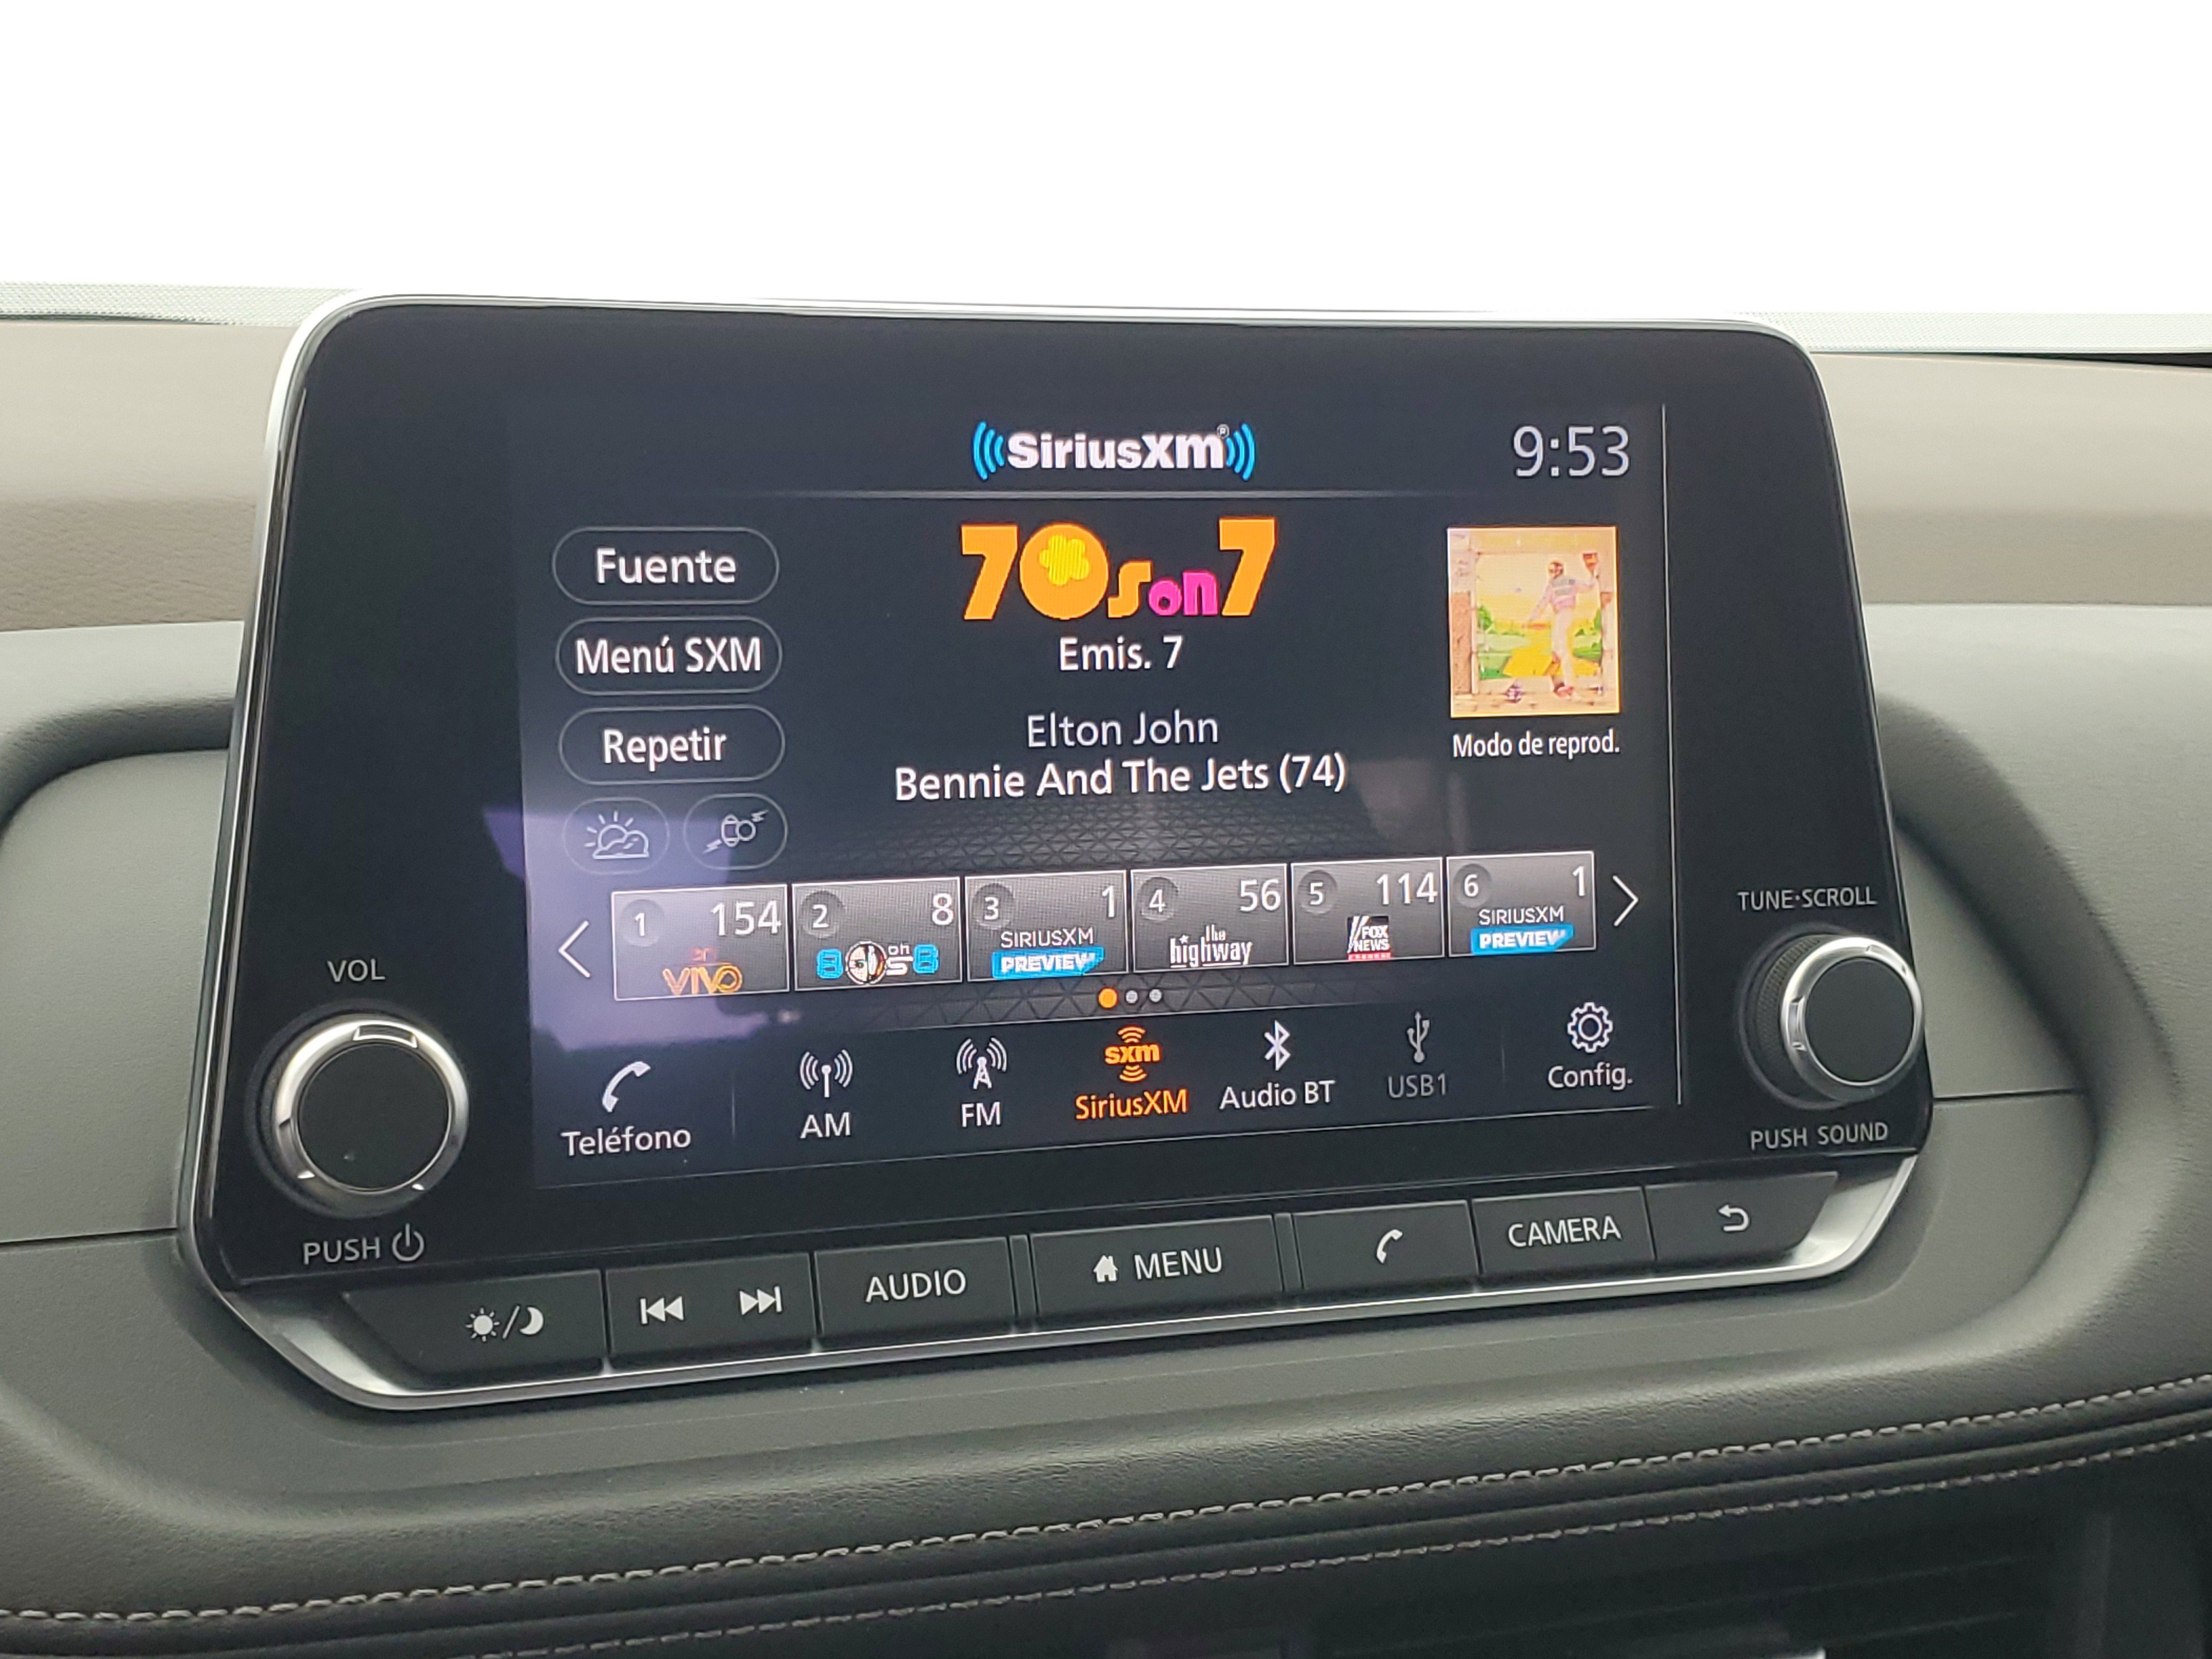 SiriusXM®
9:53
Fuente
70s on 7
Menú SXM
Emis. 7
Repetir
Elton John
Modo de reprod.
Bennie And The Jets (74)
1 154
VIVO
2 8
80s on 8
3 1
SIRIUSXM
PREVIEW
4 56
the highway
5 114
FOX NEWS
6 1
SIRIUSXM
PREVIEW
TUNE·SCROLL
VOL
sxm
Teléfono
AM
FM
SiriusXM
Audio BT
USB1
Config.
PUSH SOUND
PUSH
AUDIO
MENU
CAMERA